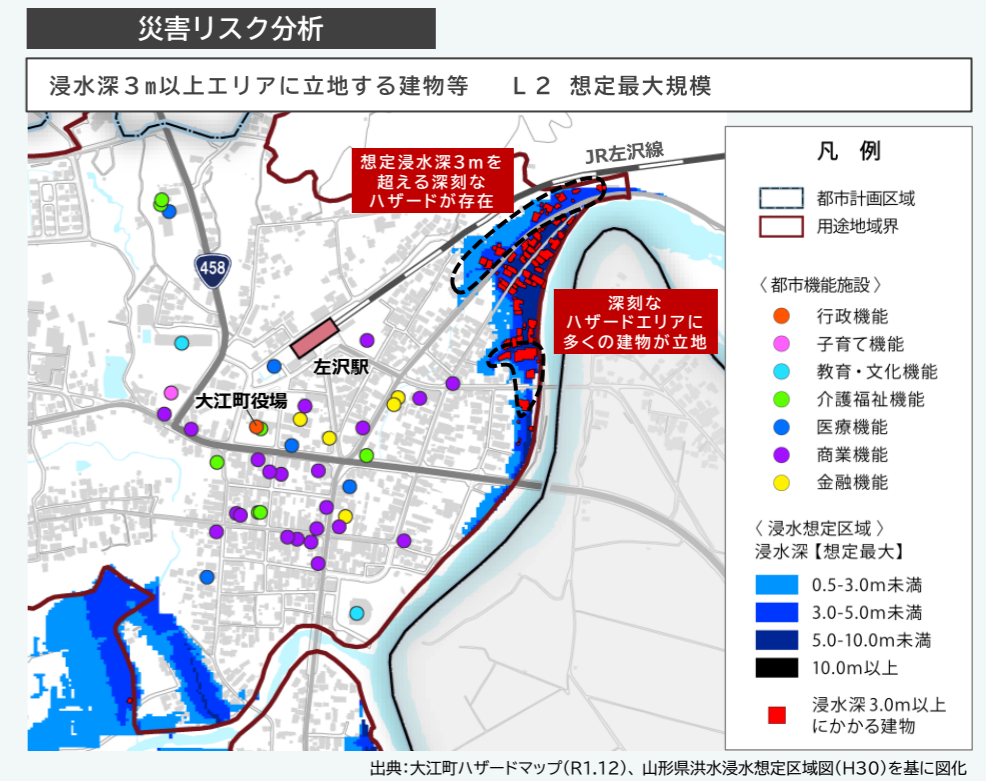 災害リスク分析
浸水深３m以上エリアに立地する建物等　Ｌ２ 想定最大規模
JR左沢線
想定浸水深3mを
超える深刻な
ハザードが存在
458
深刻な
ハザードエリアに
多くの建物が立地
左沢駅
大江町役場
凡 例
都市計画区域
用途地域界
〈都市機能施設〉
行政機能
子育て機能
教育・文化機能
介護福祉機能
医療機能
商業機能
金融機能
〈浸水想定区域〉
浸水深【想定最大】
0.5-3.0m未満
3.0-5.0m未満
5.0-10.0m未満
10.0m以上
浸水深3.0m以上
にかかる建物
出典：大江町ハザードマップ（R1.12）、山形県洪水浸水想定区域図（H30）を基に図化